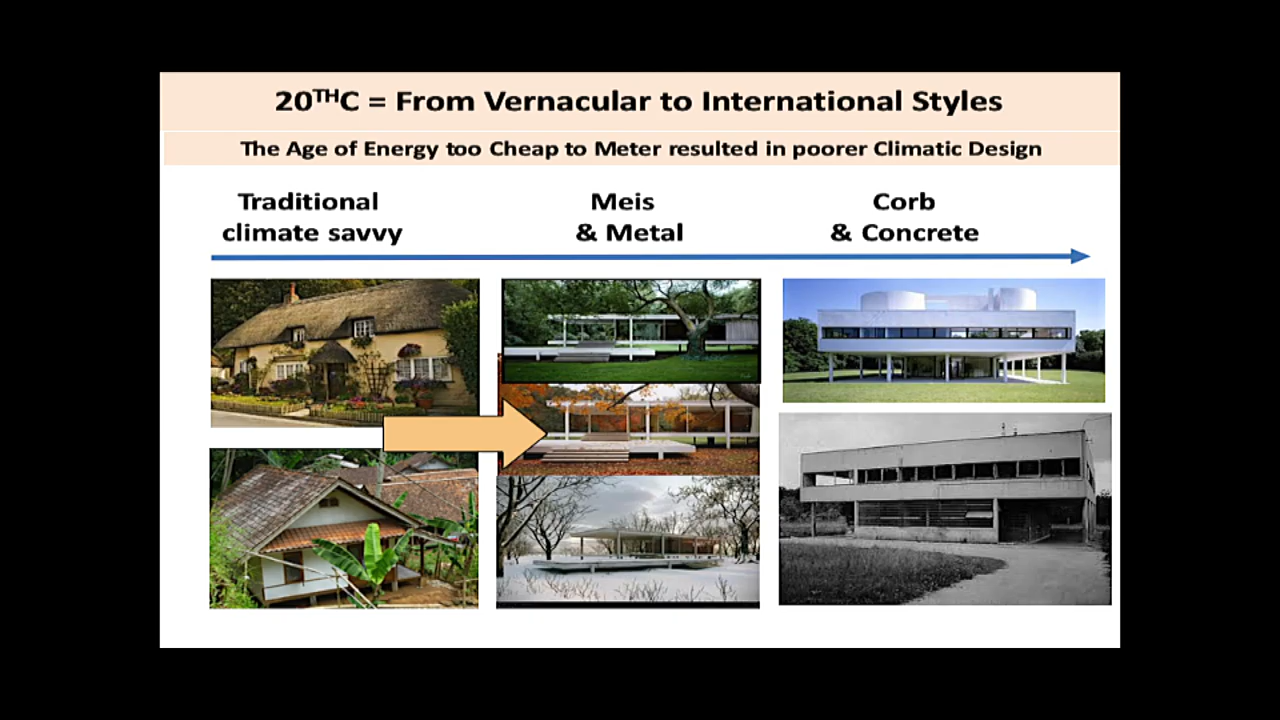 20THC = From Vernacular to International Styles
The Age of Energy too Cheap to Meter resulted in poorer Climatic Design
Traditional
climate savvy
Meis
& Metal
Corb
& Concrete